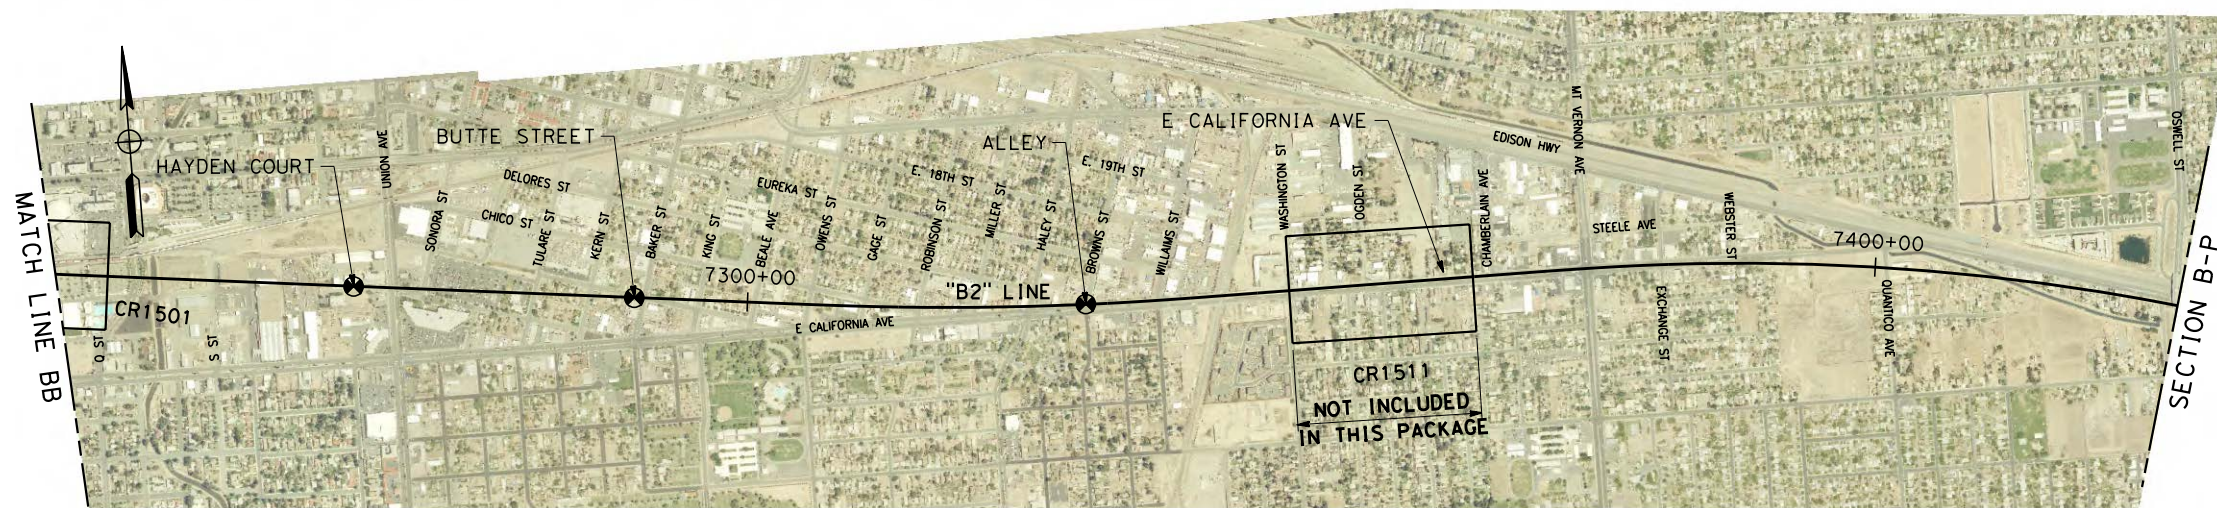 HAYDEN COURT
BUTTE STREET
ALLEY
E CALIFORNIA AVE
MATCH LINE BB
CR1501
Q ST
S ST
UNION AVE
SONORA ST
DELORES ST
CHICO ST
TULARE ST
KERN ST
BAKER ST
KING ST
BEALE AVE
EUREKA ST
OWENS ST
GAGE ST
E. 18TH ST
ROBINSON ST
MILLER ST
HALEY ST
E. 19TH ST
BROWNS ST
WILLAIMS ST
7300+00
"B2" LINE
E CALIFORNIA AVE
WASHINGTON ST
OGDEN ST
CHAMBERLAIN AVE
EDISON HWY
MT VERNON AVE
STEELE AVE
WEBSTER ST
EXCHANGE ST
7400+00
QUANTICO AVE
OSWELL ST
CR1511
NOT INCLUDED
IN THIS PACKAGE
SECTION B-P